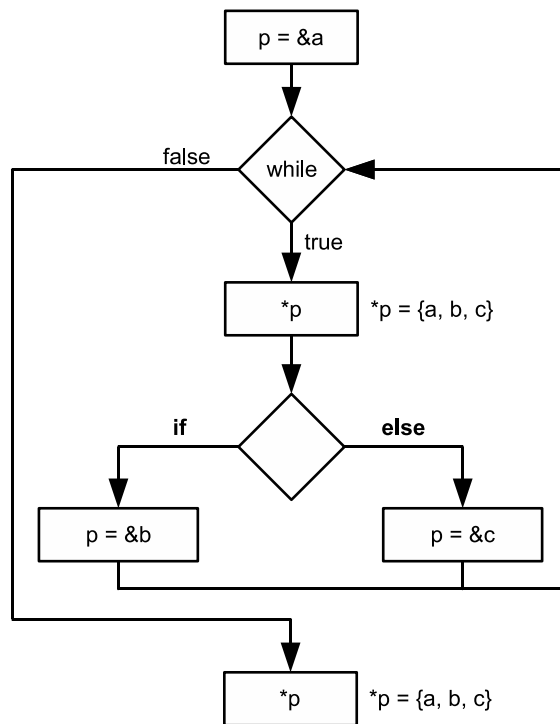 p = &a
false
while
true
*p
*p = {a, b, c}
if
else
p = &b
p = &c
*p
*p = {a, b, c}